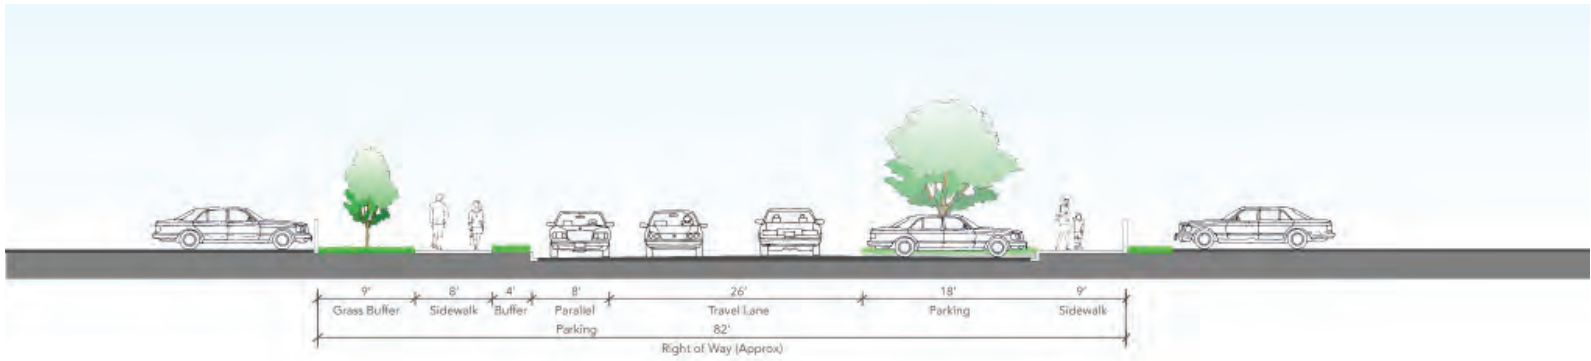 9' 8' 4' 8' 26' 18' 9'
Grass Buffer Sidewalk Buffer Parallel Travel Lane Parking Sidewalk
Parking 82'
Right of Way (Approx)